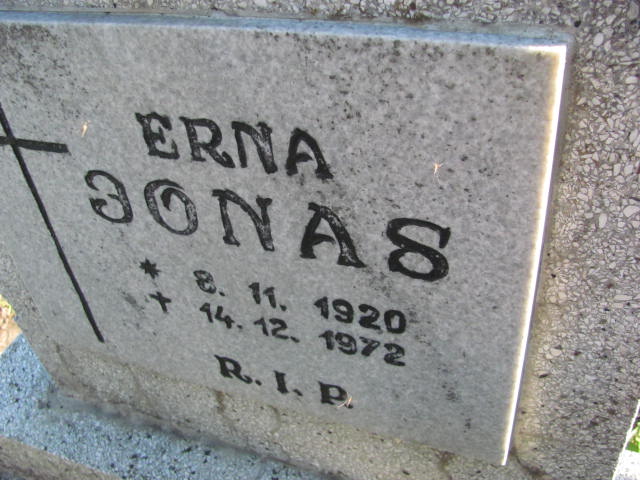 ERNA
JONAS
* 8. 11. 1920
+ 14. 12. 1972
R. I. P.